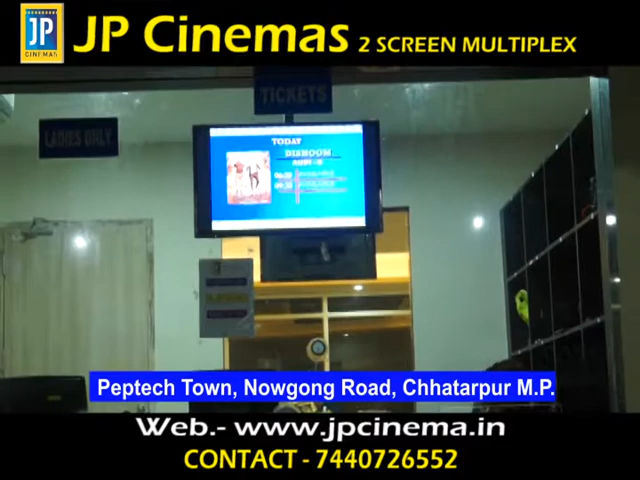 JP
CINEMAS
JP Cinemas 2 SCREEN MULTIPLEX
TICKETS
LADIES ONLY
TODAY
DISHOOM
Peptech Town, Nowgong Road, Chhatarpur M.P.
Web.- www.jpcinema.in
CONTACT - 7440726552